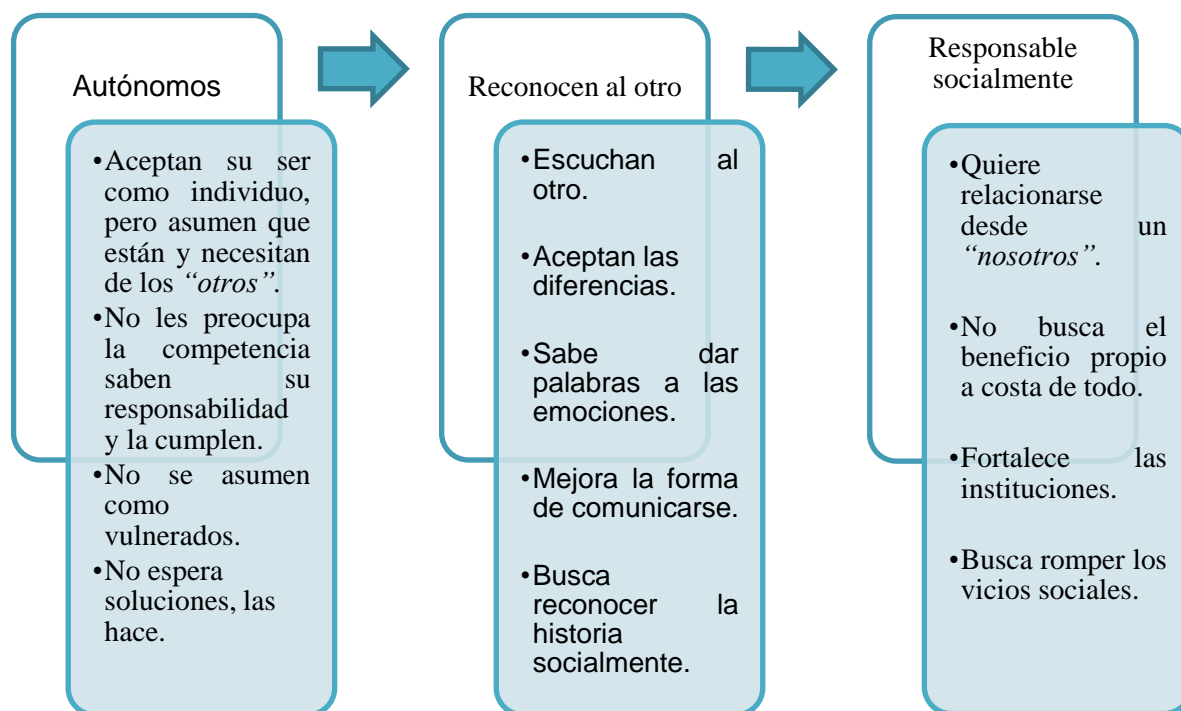 Autónomos
•Aceptan su ser
como individuo,
pero asumen que
están y necesitan
de los “otros”.
•No les preocupa
la competencia
saben su
responsabilidad
y la cumplen.
•No se asumen
como
vulnerados.
•No espera
soluciones, las
hace.
Reconocen al otro
•Escuchan al
otro.
•Aceptan las
diferencias.
•Sabe dar
palabras a las
emociones.
•Mejora la forma
de comunicarse.
•Busca
reconocer la
historia
socialmente.
Responsable
socialmente
•Quiere
relacionarse
desde un
“nosotros”.
•No busca el
beneficio propio
a costa de todo.
•Fortalece las
instituciones.
•Busca romper los
vicios sociales.